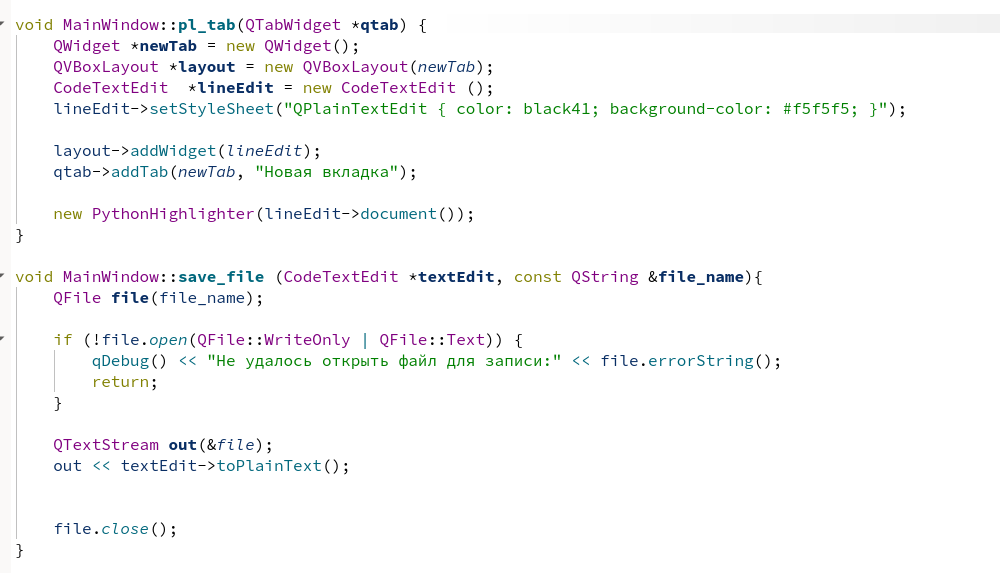 void MainWindow::pl_tab(QTabWidget *qtab) {
    QWidget *newTab = new QWidget();
    QVBoxLayout *layout = new QVBoxLayout(newTab);
    CodeTextEdit  *lineEdit = new CodeTextEdit ();
    lineEdit->setStyleSheet("QPlainTextEdit { color: black41; background-color: #f5f5f5; }");

    layout->addWidget(lineEdit);
    qtab->addTab(newTab, "Новая вкладка");

    new PythonHighlighter(lineEdit->document());
}

void MainWindow::save_file (CodeTextEdit *textEdit, const QString &file_name){
    QFile file(file_name);

    if (!file.open(QFile::WriteOnly | QFile::Text)) {
        qDebug() << "Не удалось открыть файл для записи:" << file.errorString();
        return;
    }

    QTextStream out(&file);
    out << textEdit->toPlainText();


    file.close();
}